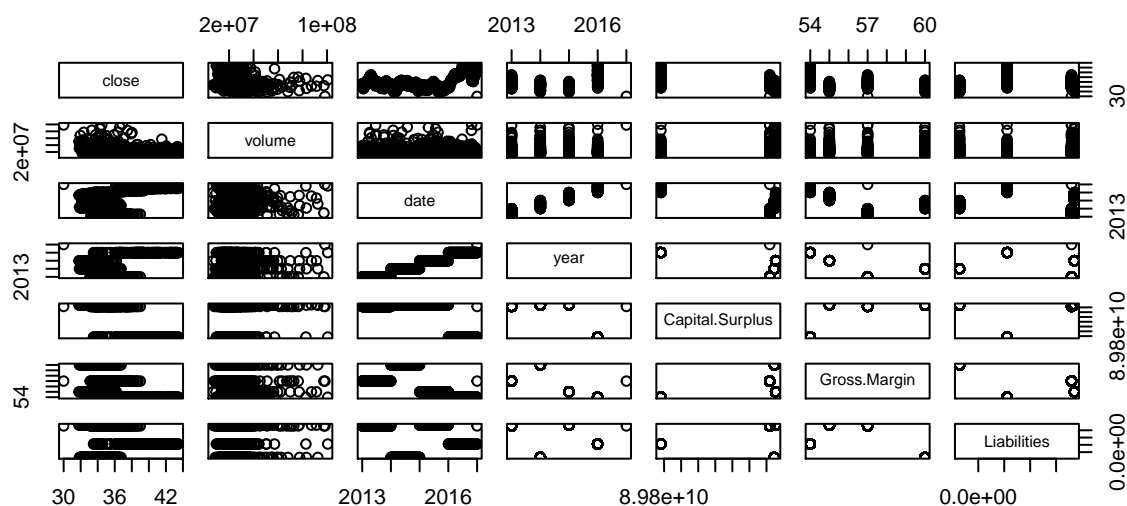 2e+07 1e+08 2013 2016 54 57 60
close 30
2e+07 volume
date 2013
2013 year
Capital.Surplus 8.98e+10
54 Gross.Margin
Liabilities 0.0e+00
30 36 42 2013 2016 8.98e+10 0.0e+00